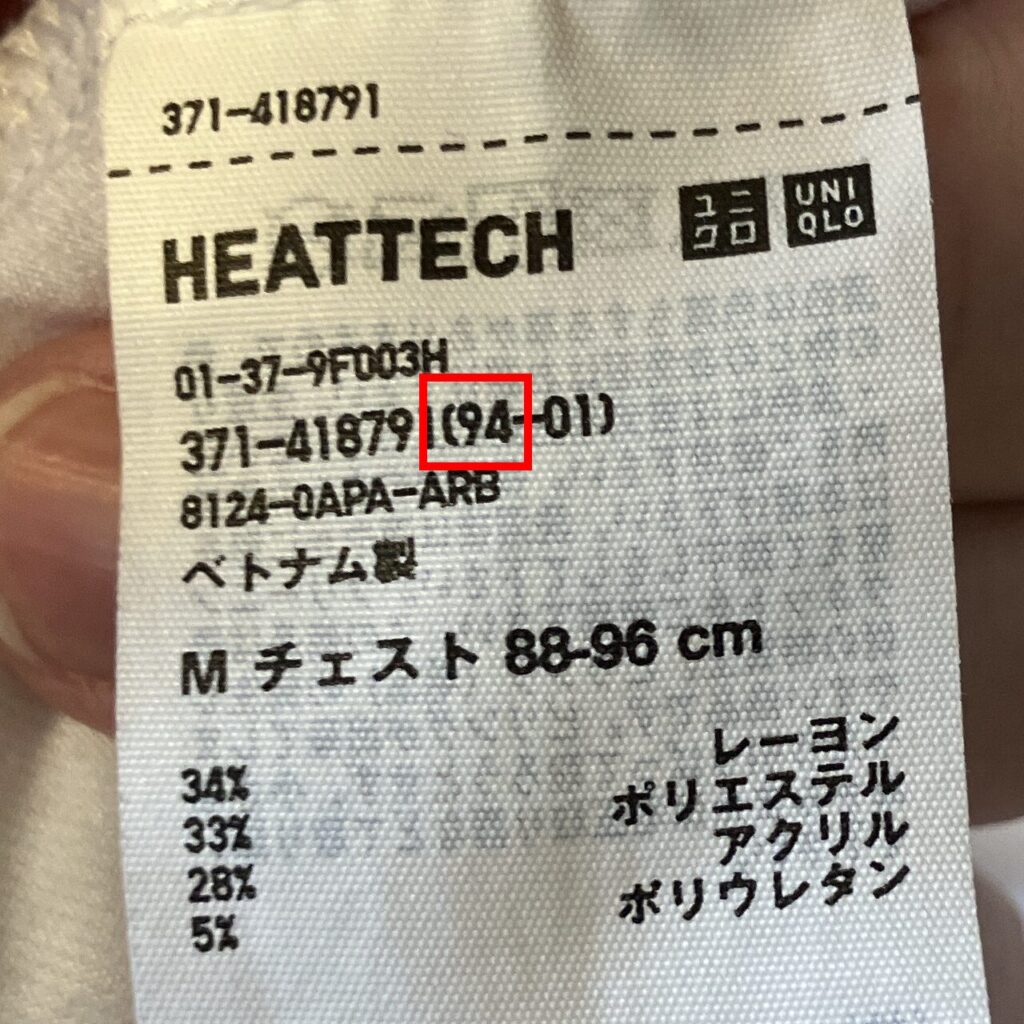 371-418791
HEATTECH
ユニクロ UNIQLO
01-37-9F003H
371-418791(94-01)
8124-0APA-ARB
ベトナム製
M チェスト 88-96 cm
34% レーヨン
33% ポリエステル
28% アクリル
5% ポリウレタン